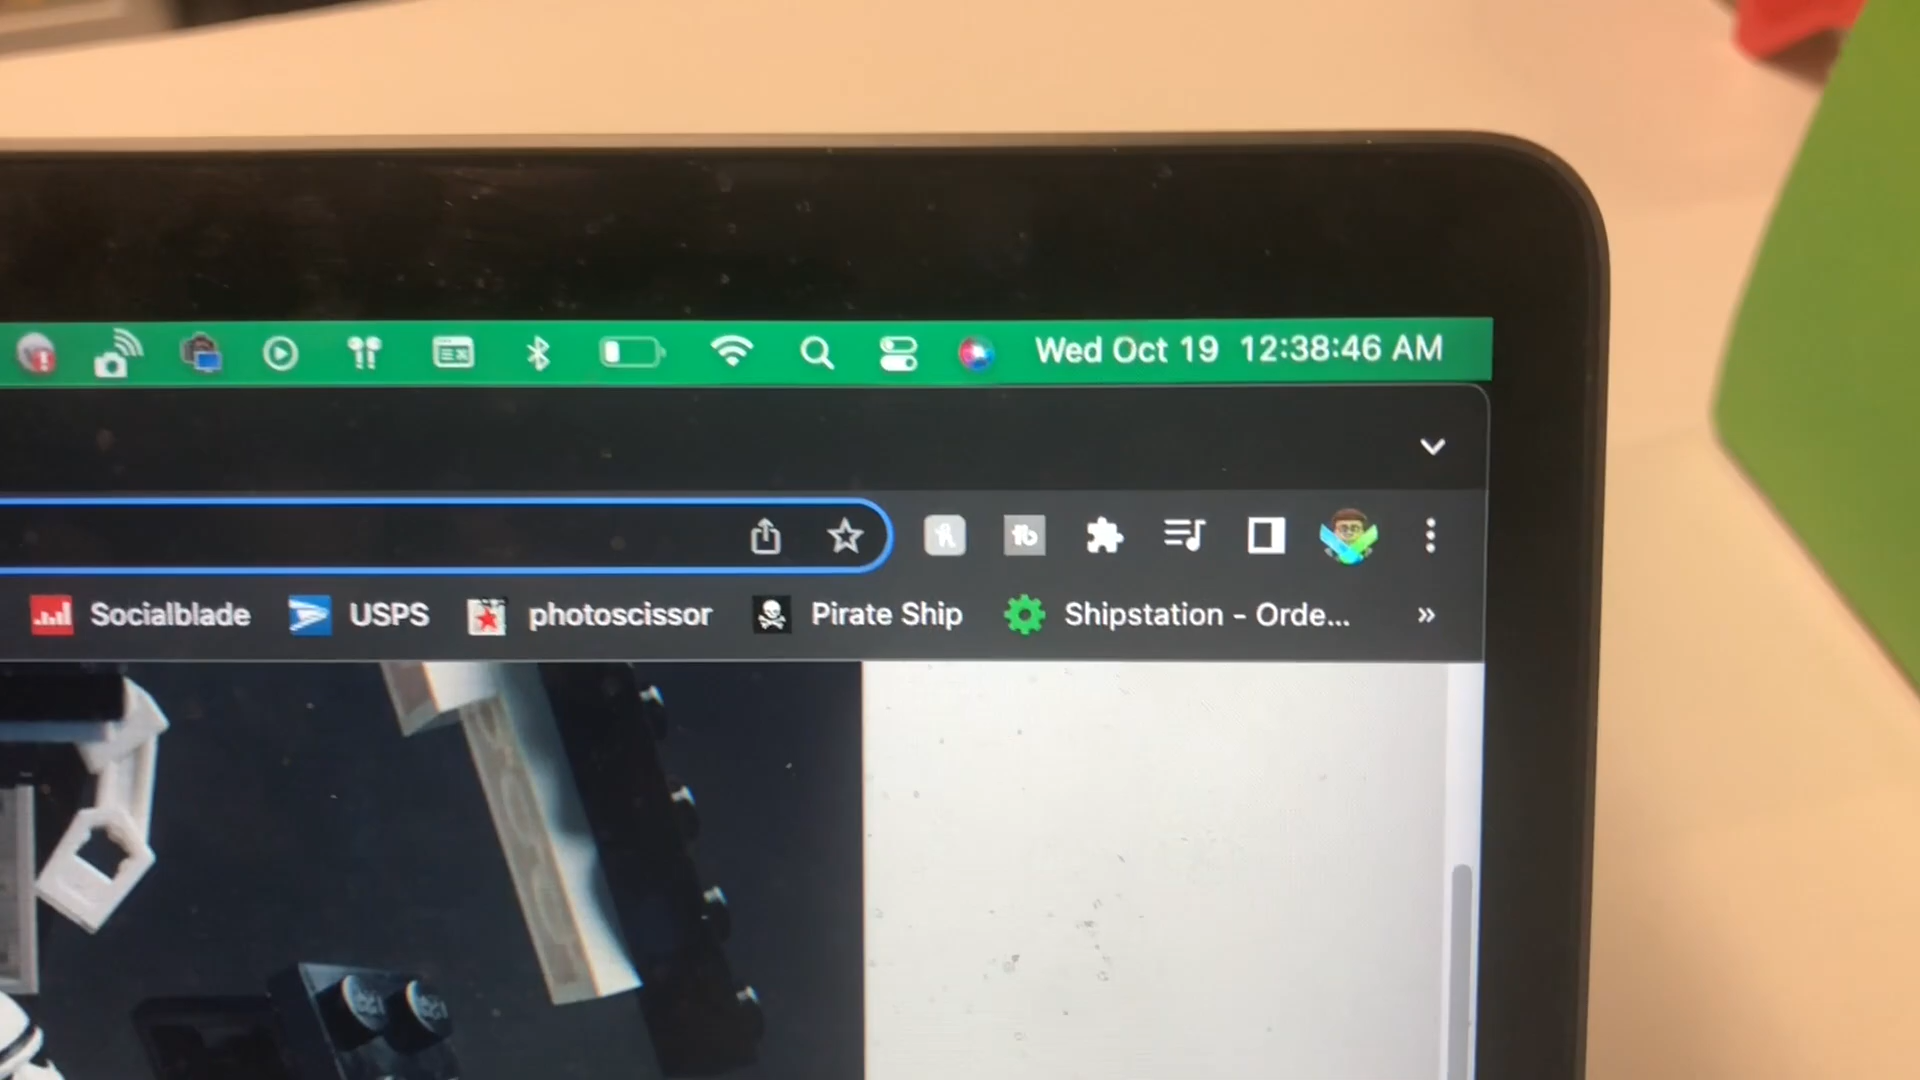 Wed Oct 19 12:38:46 AM
Socialblade USPS photoscissor Pirate Ship Shipstation - Orde... »